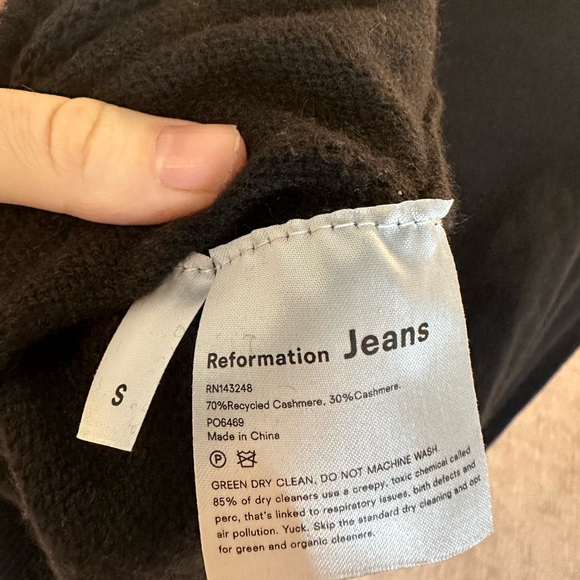 Reformation Jeans
RN143248
70%Recycled Cashmere, 30%Cashmere.
PO6469
Made in China
S
P
GREEN DRY CLEAN, DO NOT MACHINE WASH
85% of dry cleaners use a creepy, toxic chemical called
perc, that's linked to respiratory issues, birth defects and
air pollution. Yuck. Skip the standard dry cleaning and opt
for green and organic cleaners.